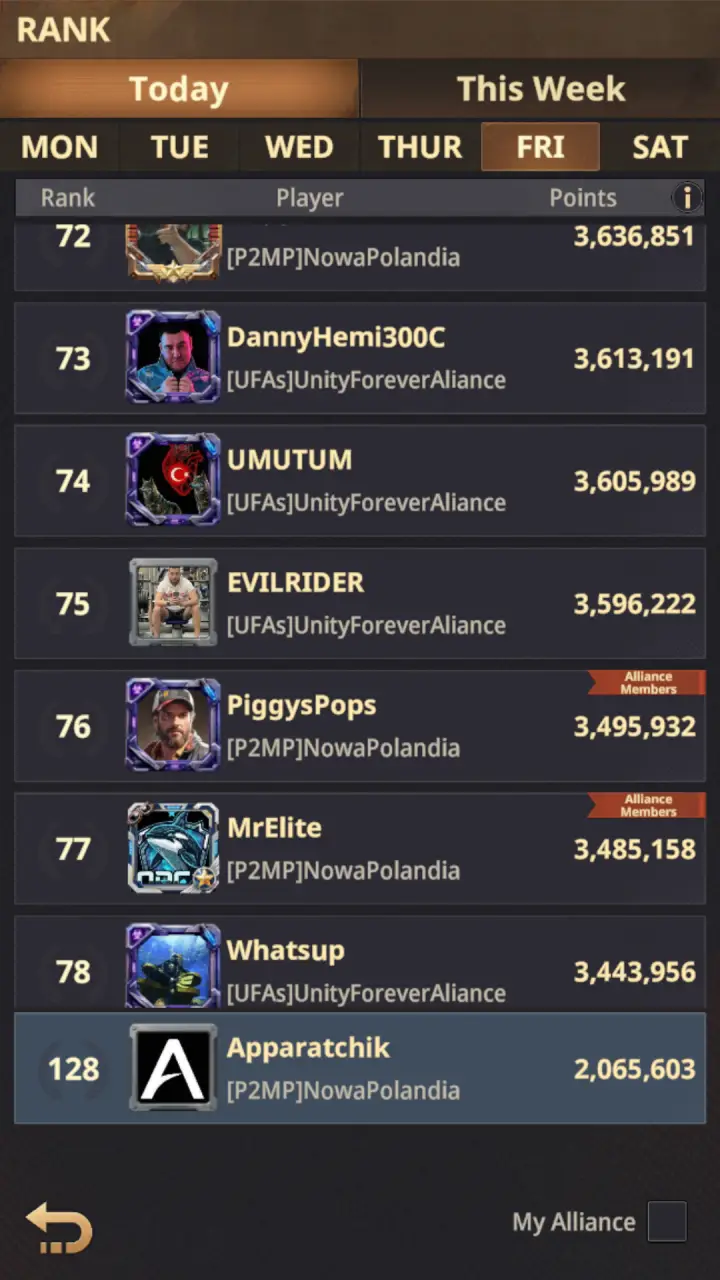 RANK
Today
This Week
MON TUE WED THUR FRI SAT
Rank Player Points
72 [P2MP]NowaPolandia 3,636,851
DannyHemi300C
73 [UFAs]UnityForeverAliance 3,613,191
UMUTUM
74 [UFAs]UnityForeverAliance 3,605,989
EVILRIDER
75 [UFAs]UnityForeverAliance 3,596,222
Alliance
Members
PiggysPops
76 [P2MP]NowaPolandia 3,495,932
Alliance
Members
MrElite
77 [P2MP]NowaPolandia 3,485,158
Whatsup
78 [UFAs]UnityForeverAliance 3,443,956
Apparatchik
128 [P2MP]NowaPolandia 2,065,603
My Alliance